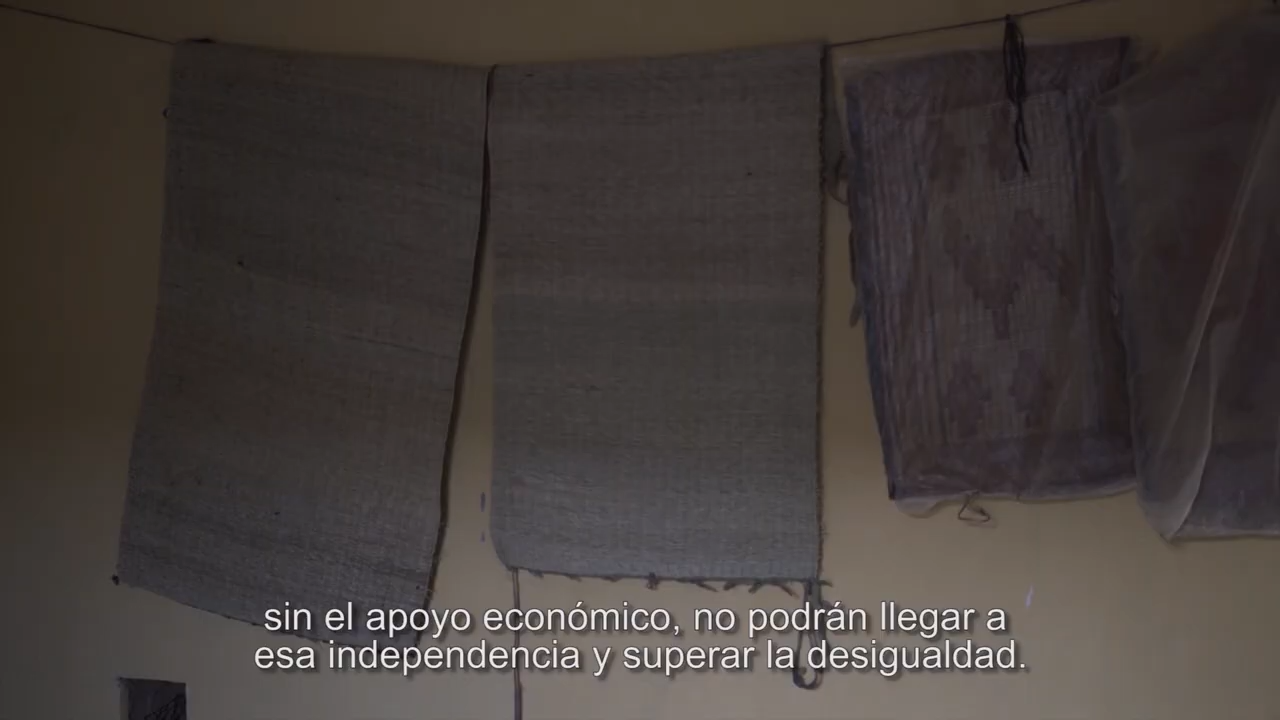 sin el apoyo económico, no podrán llegar a
esa independencia y superar la desigualdad.